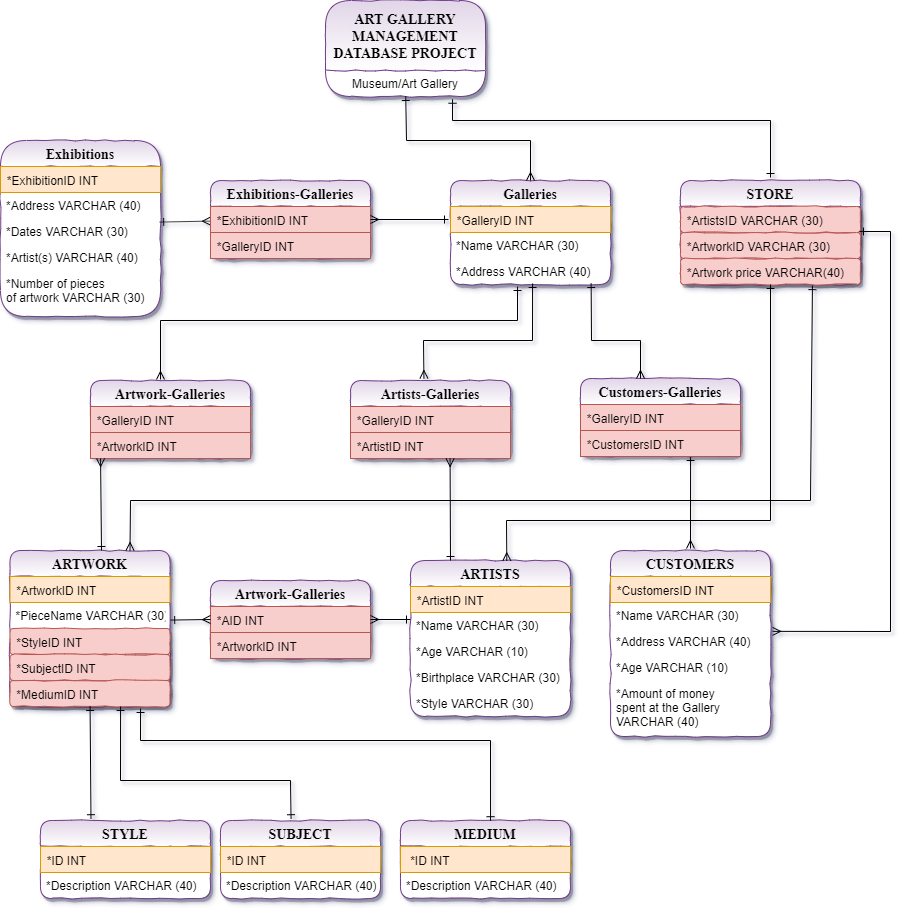 ART GALLERY
MANAGEMENT
DATABASE PROJECT
Museum/Art Gallery
Exhibitions
*ExhibitionID INT
*Address VARCHAR (40)
*Dates VARCHAR (30)
*Artist(s) VARCHAR (40)
*Number of pieces
of artwork VARCHAR (30)
Exhibitions-Galleries
*ExhibitionID INT
*GalleryID INT
Galleries
*GalleryID INT
*Name VARCHAR (30)
*Address VARCHAR (40)
STORE
*ArtistsID VARCHAR (30)
*ArtworkID VARCHAR (30)
*Artwork price VARCHAR(40)
Artwork-Galleries
*GalleryID INT
*ArtworkID INT
Artists-Galleries
*GalleryID INT
*ArtistID INT
Customers-Galleries
*GalleryID INT
*CustomersID INT
ARTWORK
*ArtworkID INT
*PieceName VARCHAR (30)
*StyleID INT
*SubjectID INT
*MediumID INT
Artwork-Galleries
*AID INT
*ArtworkID INT
ARTISTS
*ArtistID INT
*Name VARCHAR (30)
*Age VARCHAR (10)
*Birthplace VARCHAR (30)
*Style VARCHAR (30)
CUSTOMERS
*CustomersID INT
*Name VARCHAR (30)
*Address VARCHAR (40)
*Age VARCHAR (10)
*Amount of money
spent at the Gallery
VARCHAR (40)
STYLE
*ID INT
*Description VARCHAR (40)
SUBJECT
*ID INT
*Description VARCHAR (40)
MEDIUM
*ID INT
*Description VARCHAR (40)